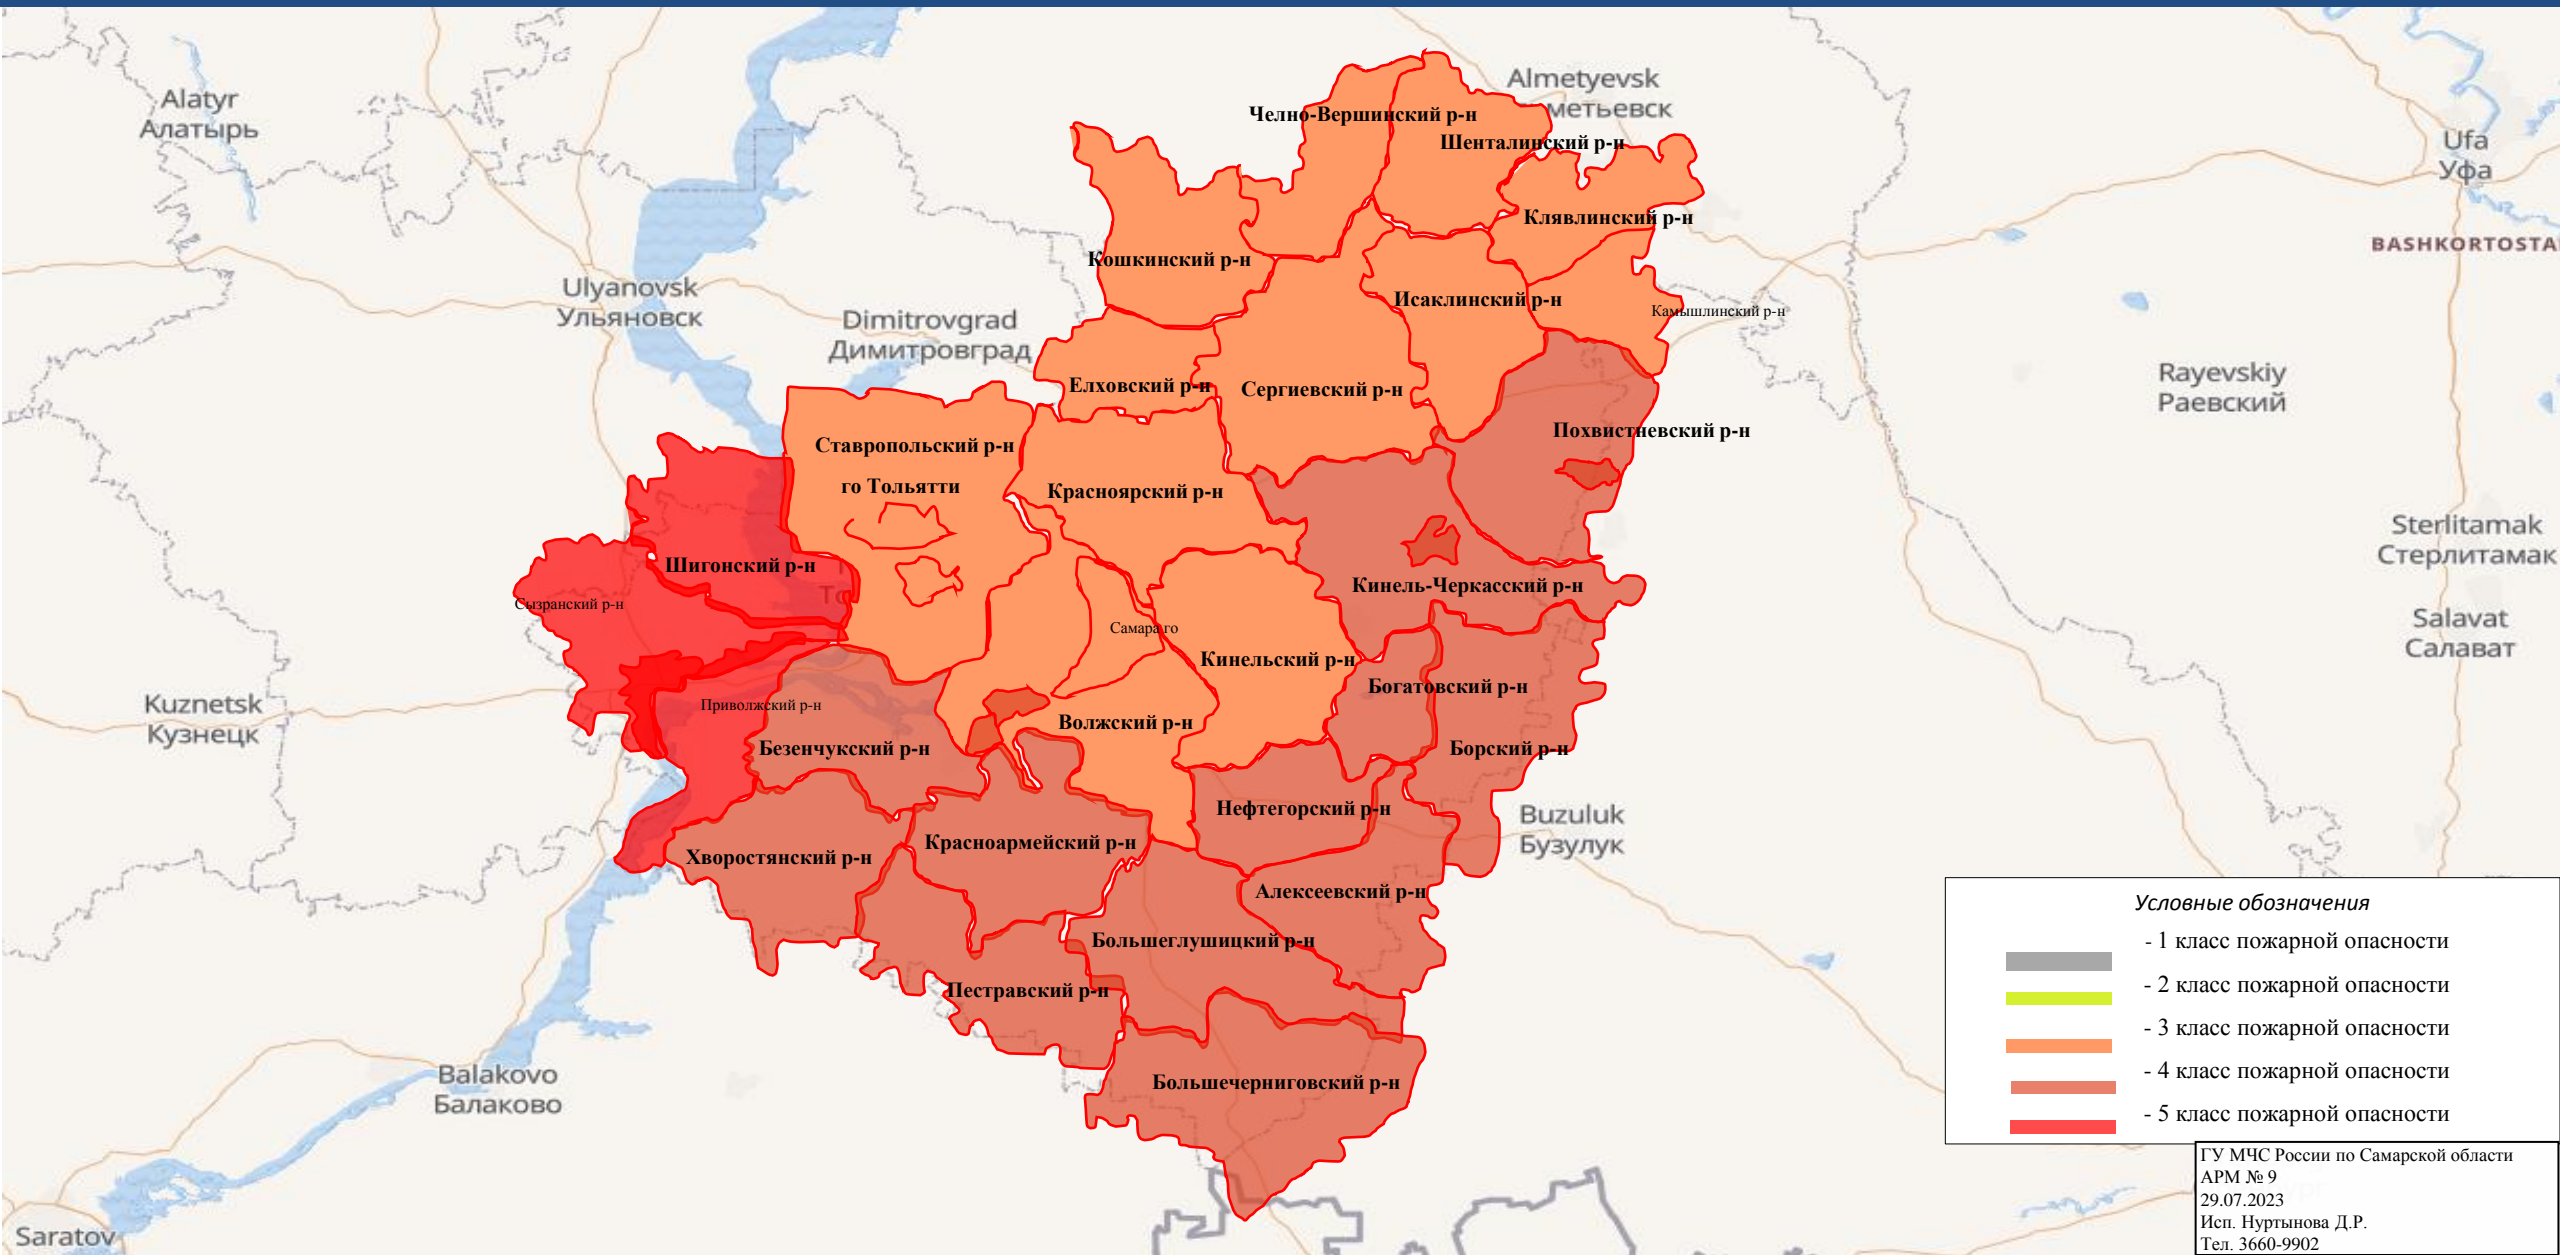 Almetyevsk
метьевск
Alatyr
Алатырь
Челно-Вершинский р-н
Шенталинский р-н
Ufa
Уфа
Клявлинский р-н
BASHKORTOSTA
Кошкинский р-н
Ulyanovsk
Ульяновск
Исаклинский р-н
Камышлинский р-н
Dimitrovgrad
Димитровград
Елховский р-н
Сергиевский р-н
Rayevskiy
Раевский
Похвистневский р-н
Ставропольский р-н
го Тольятти
Красноярский р-н
Sterlitamak
Стерлитамак
Шигонский р-н
Кинель-Черкасский р-н
То
Сызранский р-н
Самара го
Salavat
Салават
Кинельский р-н
Богатовский р-н
Kuznetsk
Кузнецк
Приволжский р-н
Волжский р-н
Безенчукский р-н
Борский р-н
Нефтегорский р-н
Buzuluk
Бузулук
Красноармейский р-н
Хворостянский р-н
Алексеевский р-н
Большеглушицкий р-н
Пестравский р-н
Balakovo
Балаково
Большечерниговский р-н
Saratov
Условные обозначения
- 1 класс пожарной опасности
- 2 класс пожарной опасности
- 3 класс пожарной опасности
- 4 класс пожарной опасности
- 5 класс пожарной опасности
ГУ МЧС России по Самарской области
АРМ № 9
29.07.2023
Исп. Нуртынова Д.Р.
Тел. 3660-9902